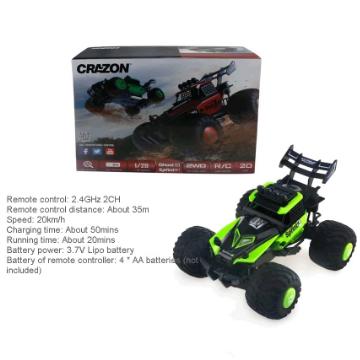 CRAZON
1/20
2WD R/C 20
Remote control: 2.4GHz 2CH
Remote control distance: About 35m
Speed: 20km/h
Charging time: About 50mins
Running time: About 20mins
Battery power: 3.7V Lipo battery
Battery of remote controller: 4 * AA batteries (not
included)